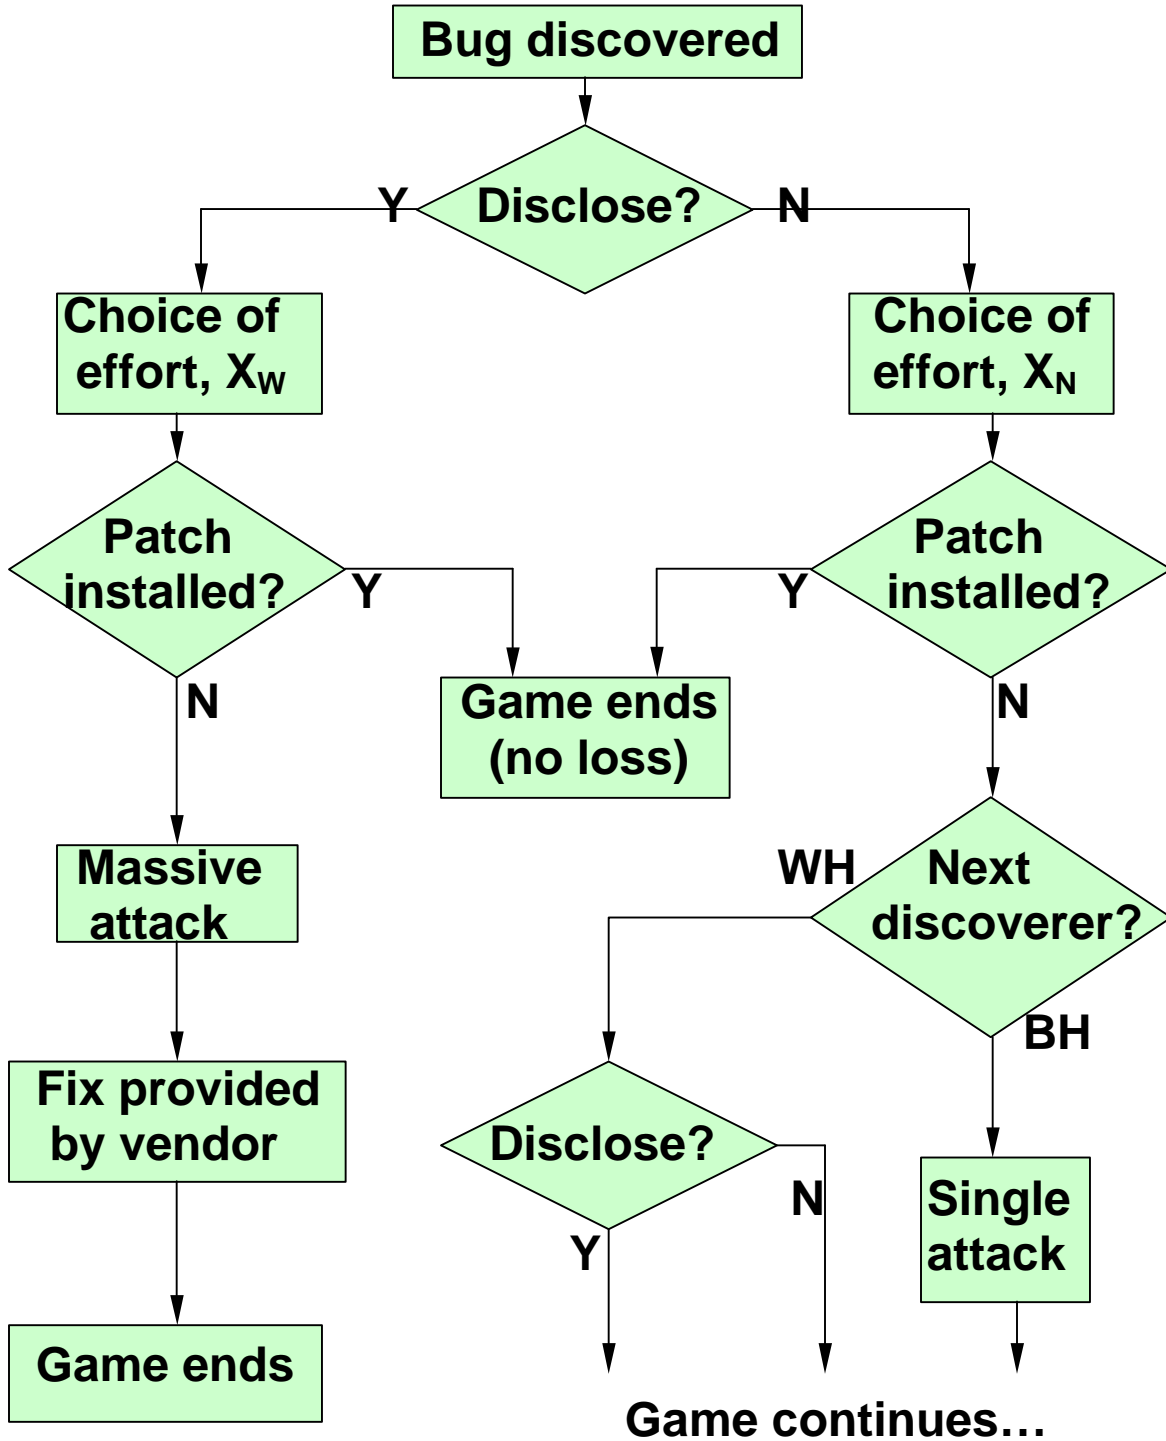 Bug discovered
Disclose?
Y
N
Choice of
effort, XW
Choice of
effort, XN
Patch
installed?
Y
N
Patch
installed?
Y
N
Game ends
(no loss)
Massive
attack
Next
discoverer?
WH
BH
Fix provided
by vendor
Disclose?
Y
N
Single
attack
Game ends
Game continues…